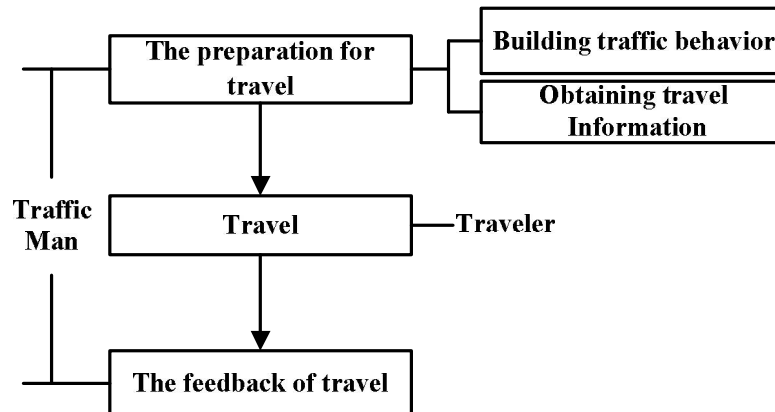 The preparation for
travel
Building traffic behavior
Obtaining travel
Information
Traffic
Man
Travel
Traveler
The feedback of travel